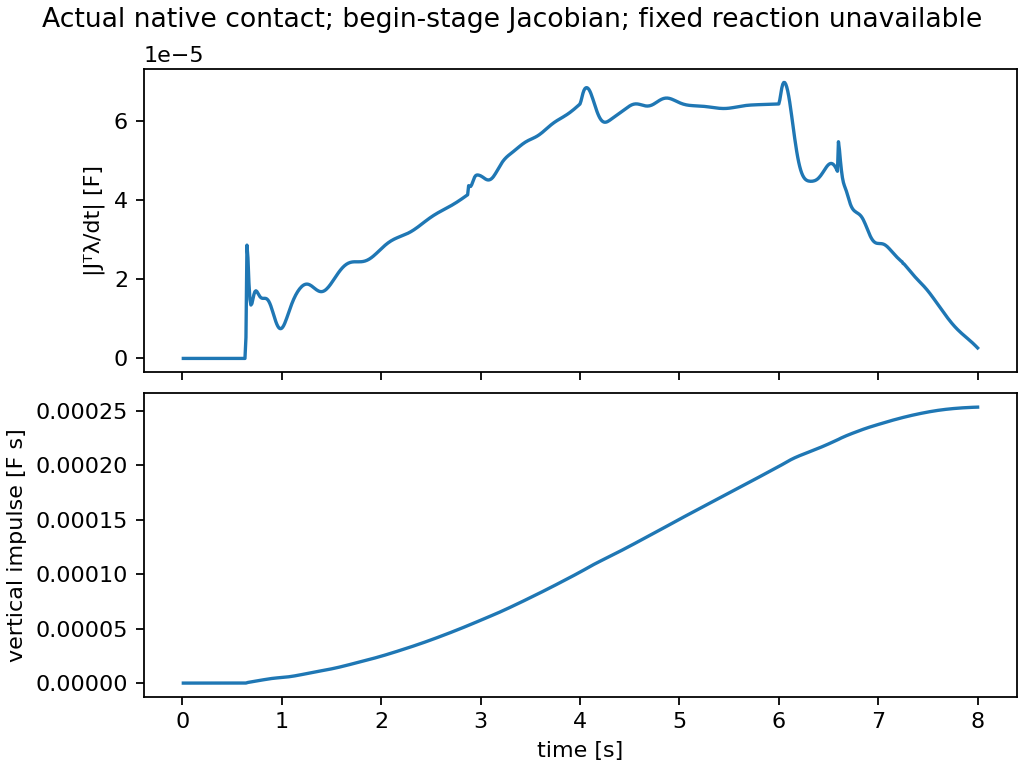 Actual native contact; begin-stage Jacobian; fixed reaction unavailable
1e−5
|Jᵀλ/dt| [F]
6
4
2
0
vertical impulse [F s]
0.00025
0.00020
0.00015
0.00010
0.00005
0.00000
0 1 2 3 4 5 6 7 8
time [s]